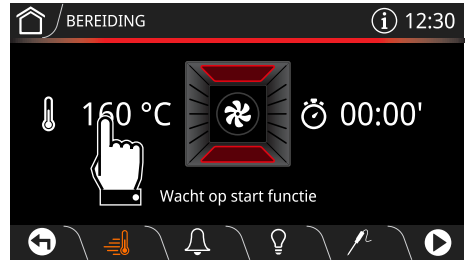 BEREIDING
i 12:30
160 °C
00:00'
Wacht op start functie